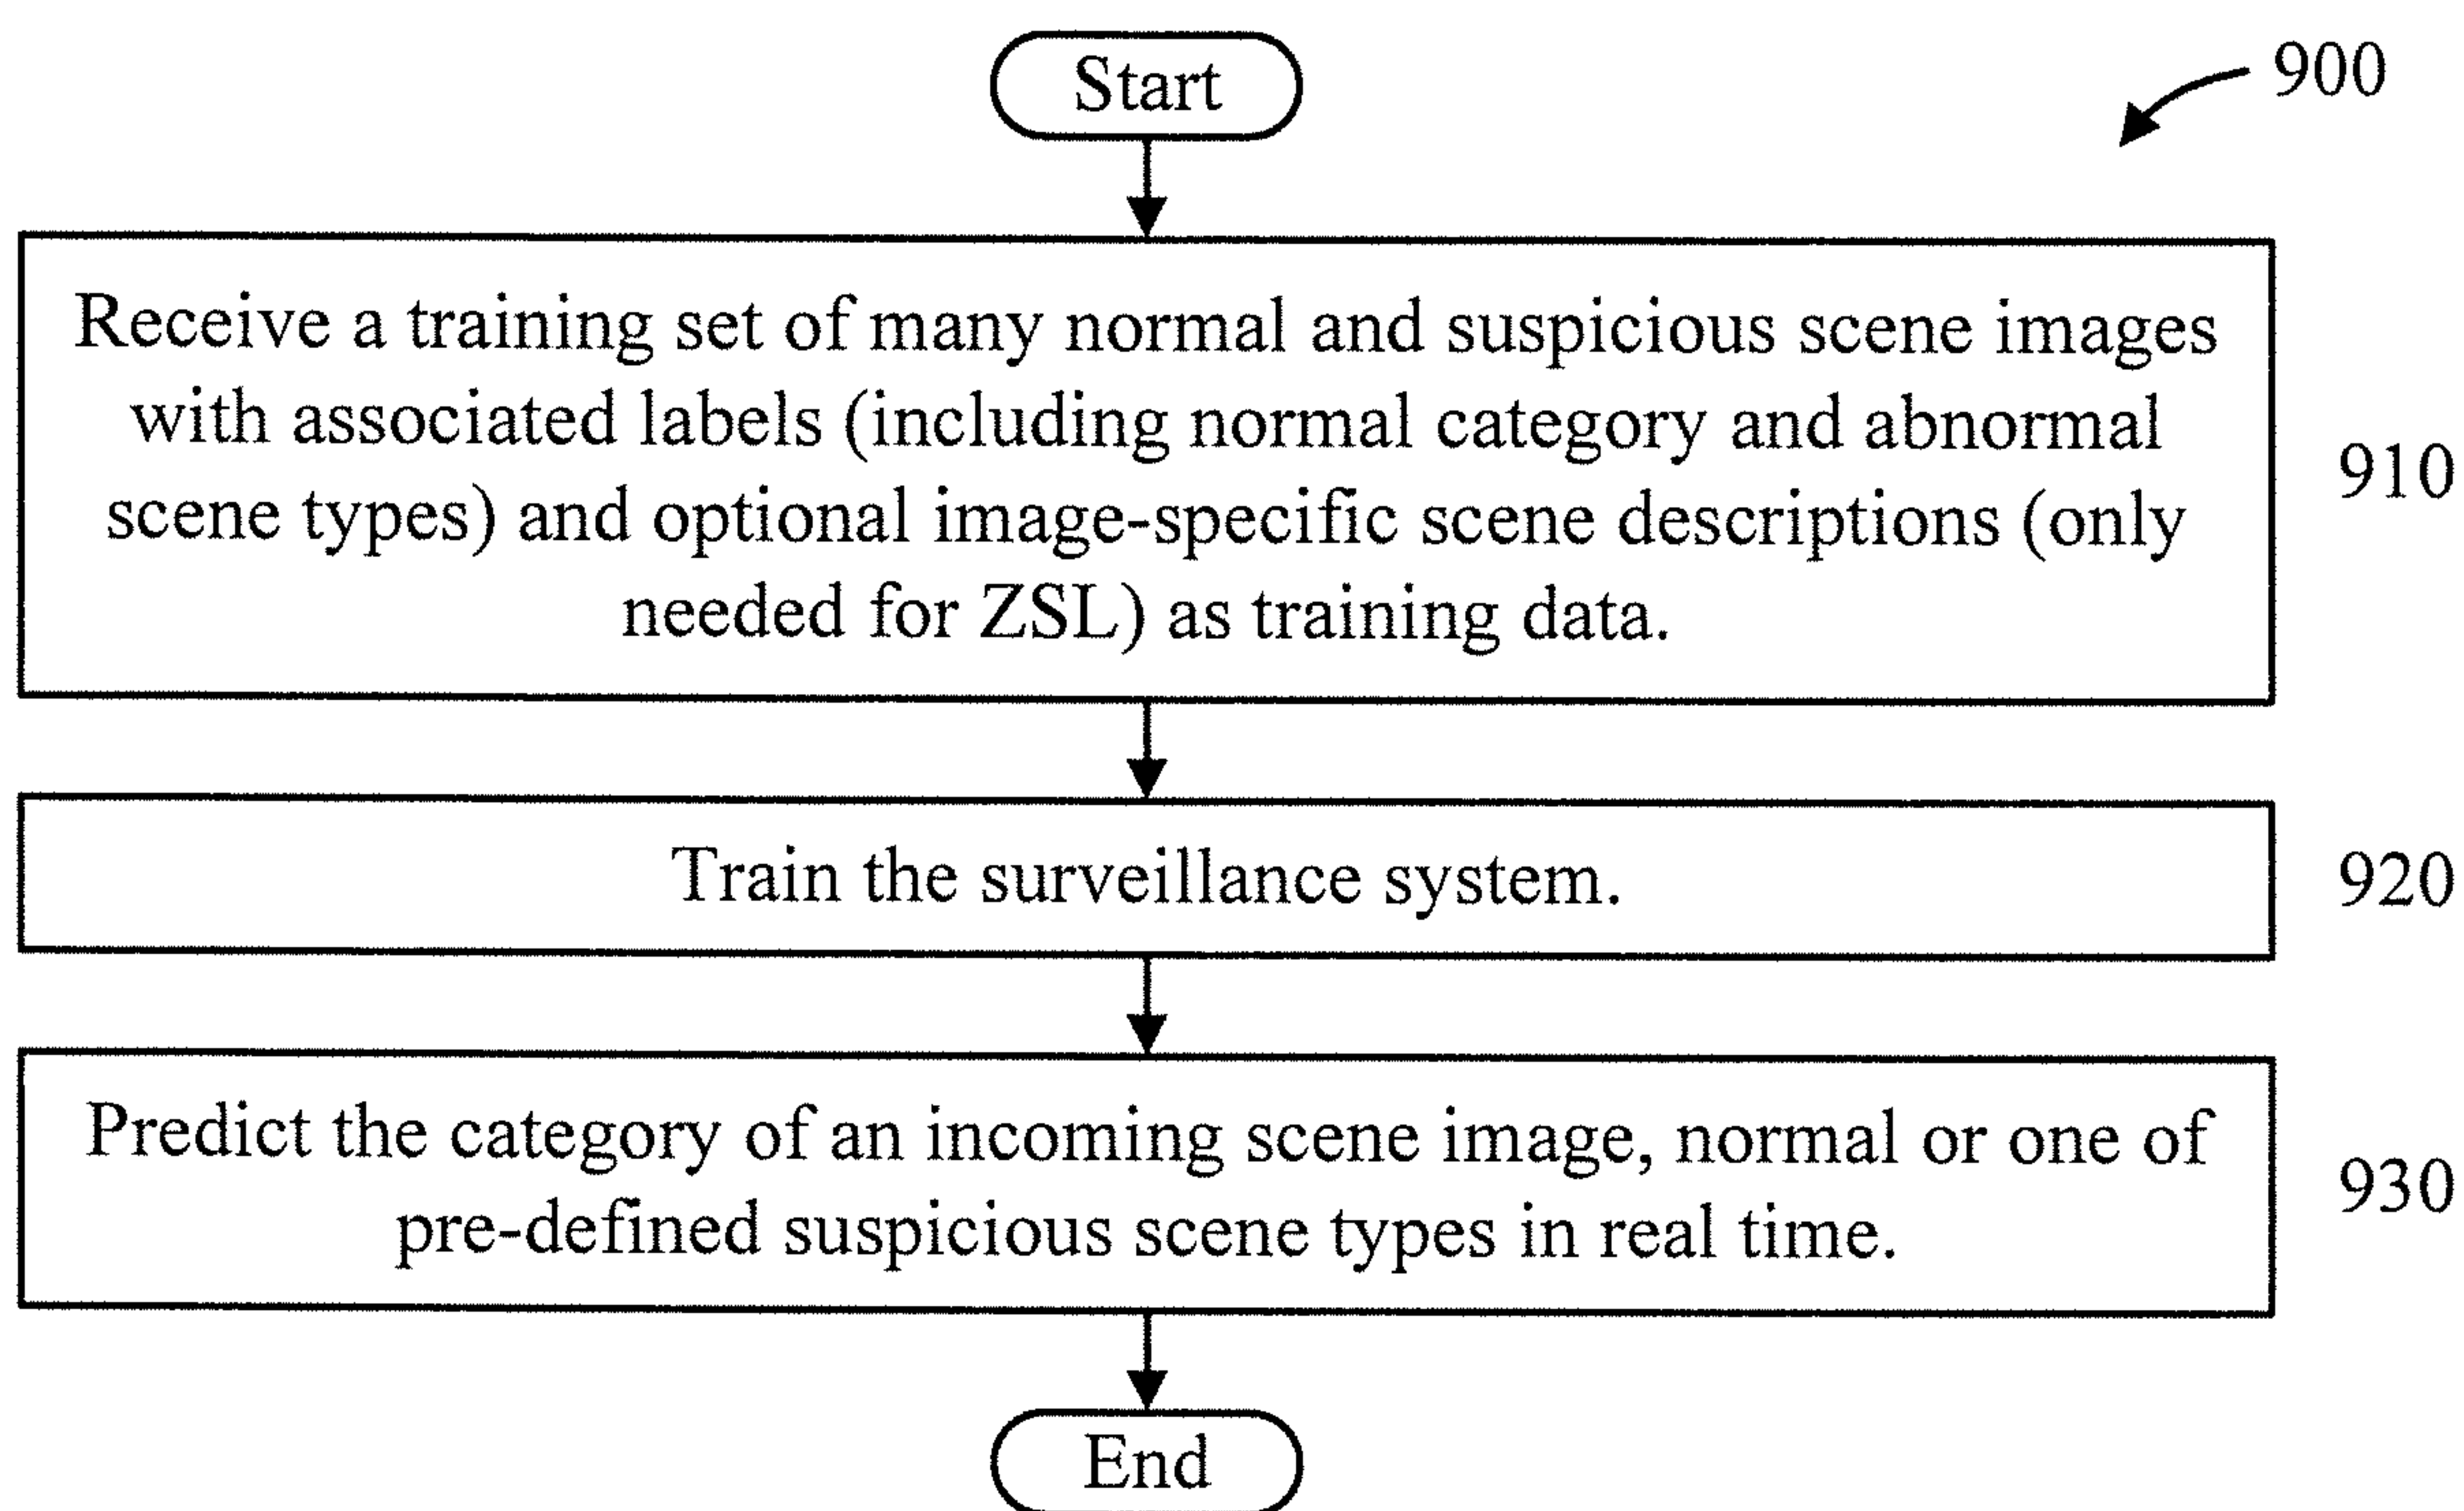 Start
900
Receive a training set of many normal and suspicious scene images
with associated labels (including normal category and abnormal
scene types) and optional image-specific scene descriptions (only
needed for ZSL) as training data.
910
Train the surveillance system.
920
Predict the category of an incoming scene image, normal or one of
pre-defined suspicious scene types in real time.
930
End